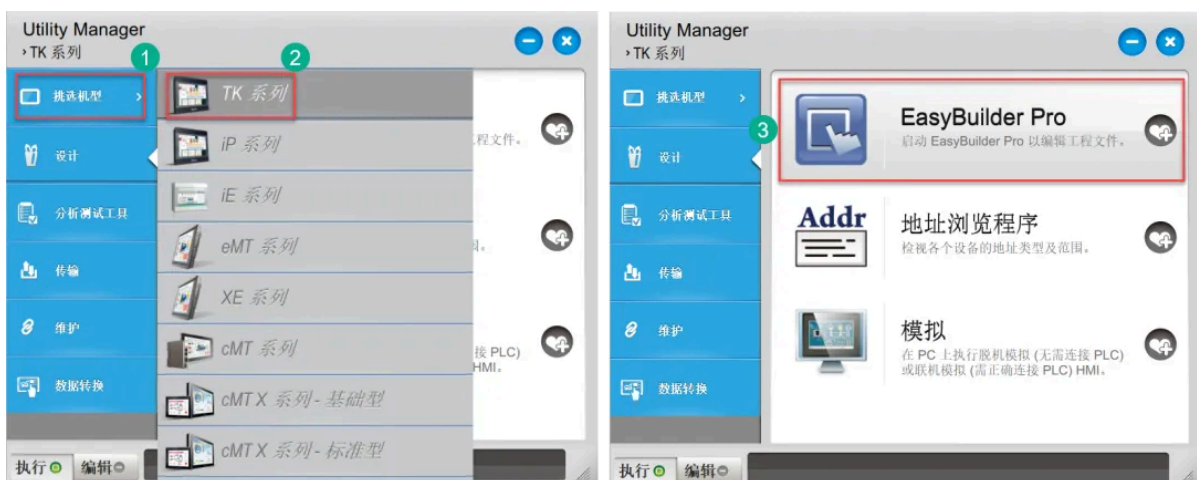 Utility Manager
›TK 系列
1
2
挑选机型 ›
TK 系列
设计
iP 系列
程文件。
iE 系列
分析测试工具
eMT 系列
传输
XE 系列
维护
cMT 系列
接 PLC)
HMI。
数据转换
cMT X 系列 - 基础型
cMT X 系列 - 标准型
执行 编辑
Utility Manager
›TK 系列
挑选机型 ›
3
EasyBuilder Pro
启动 EasyBuilder Pro 以编辑工程文件。
设计
分析测试工具
Addr
地址浏览程序
检视各个设备的地址类型及范围。
传输
维护
模拟
在 PC 上执行脱机模拟 (无需连接 PLC)
或联机模拟 (需正确连接 PLC) HMI。
数据转换
执行 编辑